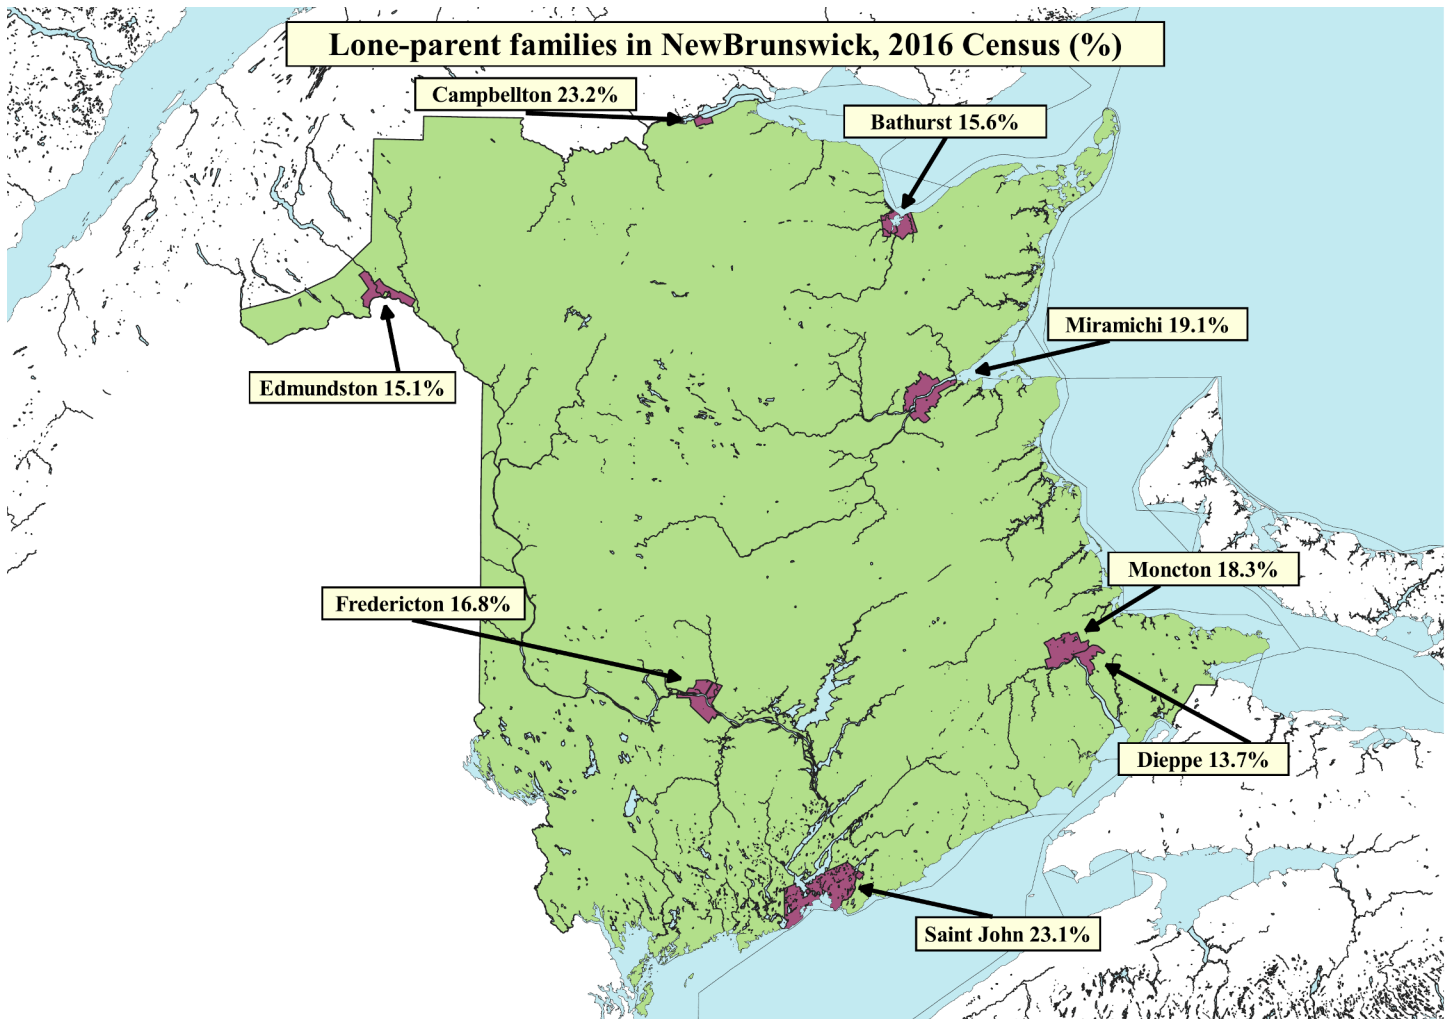 Lone-parent families in NewBrunswick, 2016 Census (%)
Campbellton 23.2%
Bathurst 15.6%
Miramichi 19.1%
Edmundston 15.1%
Moncton 18.3%
Fredericton 16.8%
Dieppe 13.7%
Saint John 23.1%